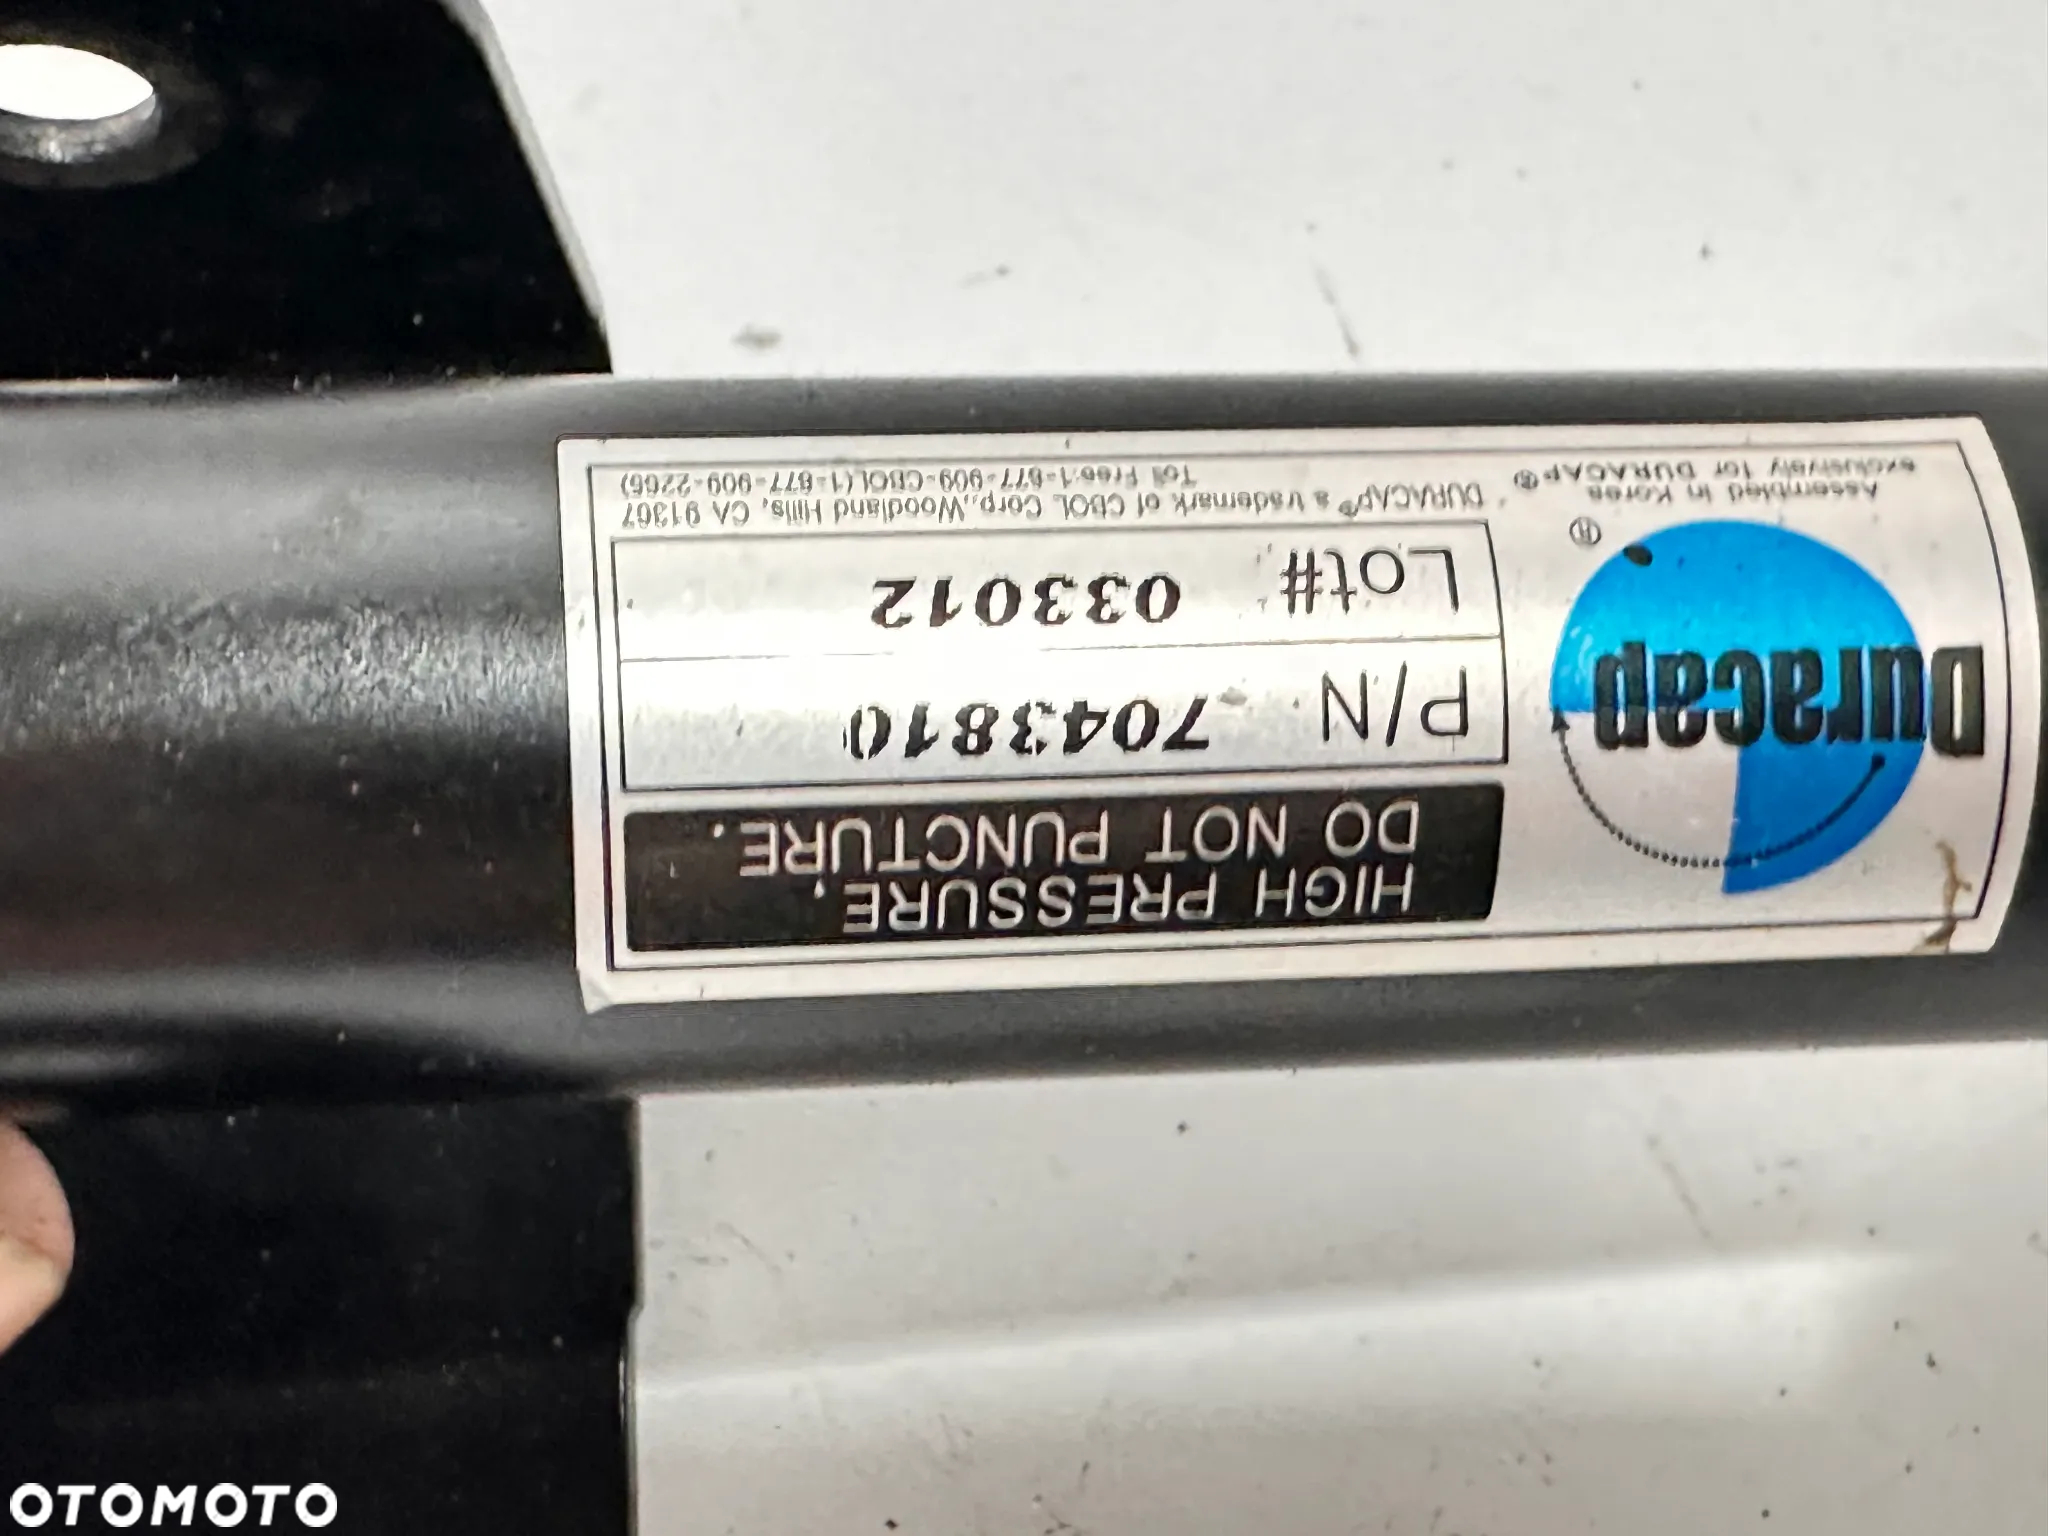 Duracap®
HIGH PRESSURE.
DO NOT PUNCTURE.
P/N 7043810
Lot# 033012
Assembled in Korea
exclusively for DURACAP®
DURACAP® a trademark of CBOL Corp.,Woodland Hills, CA 91367
Toll Free:1-877-909-CBOL(1-877-909-2265)
OTOMOTO